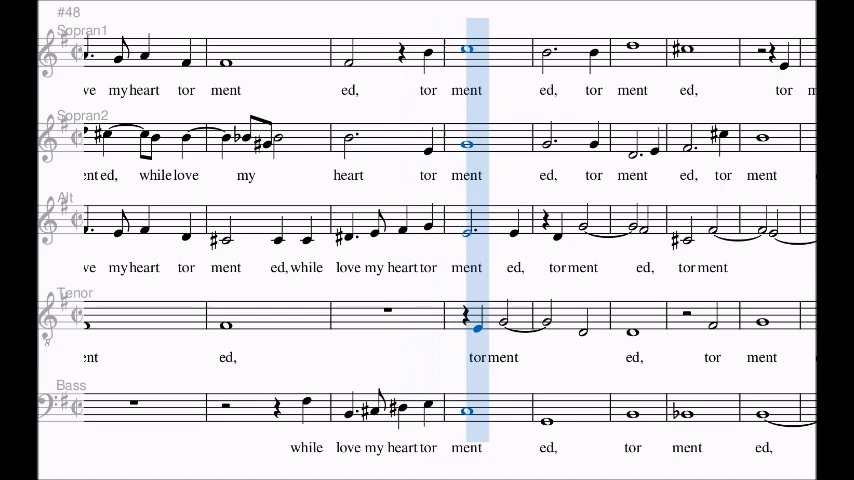 #48
Sopran1
ve my heart tor ment ed, tor ment ed, tor ment ed, tor m
Sopran2
ent ed, while love my heart tor ment ed, tor ment ed, tor ment
Alt
ve my heart tor ment ed, while love my heart tor ment ed, tor ment ed, tor ment
Tenor
ent ed, tor ment ed, tor ment
Bass
while love my heart tor ment ed, tor ment ed,